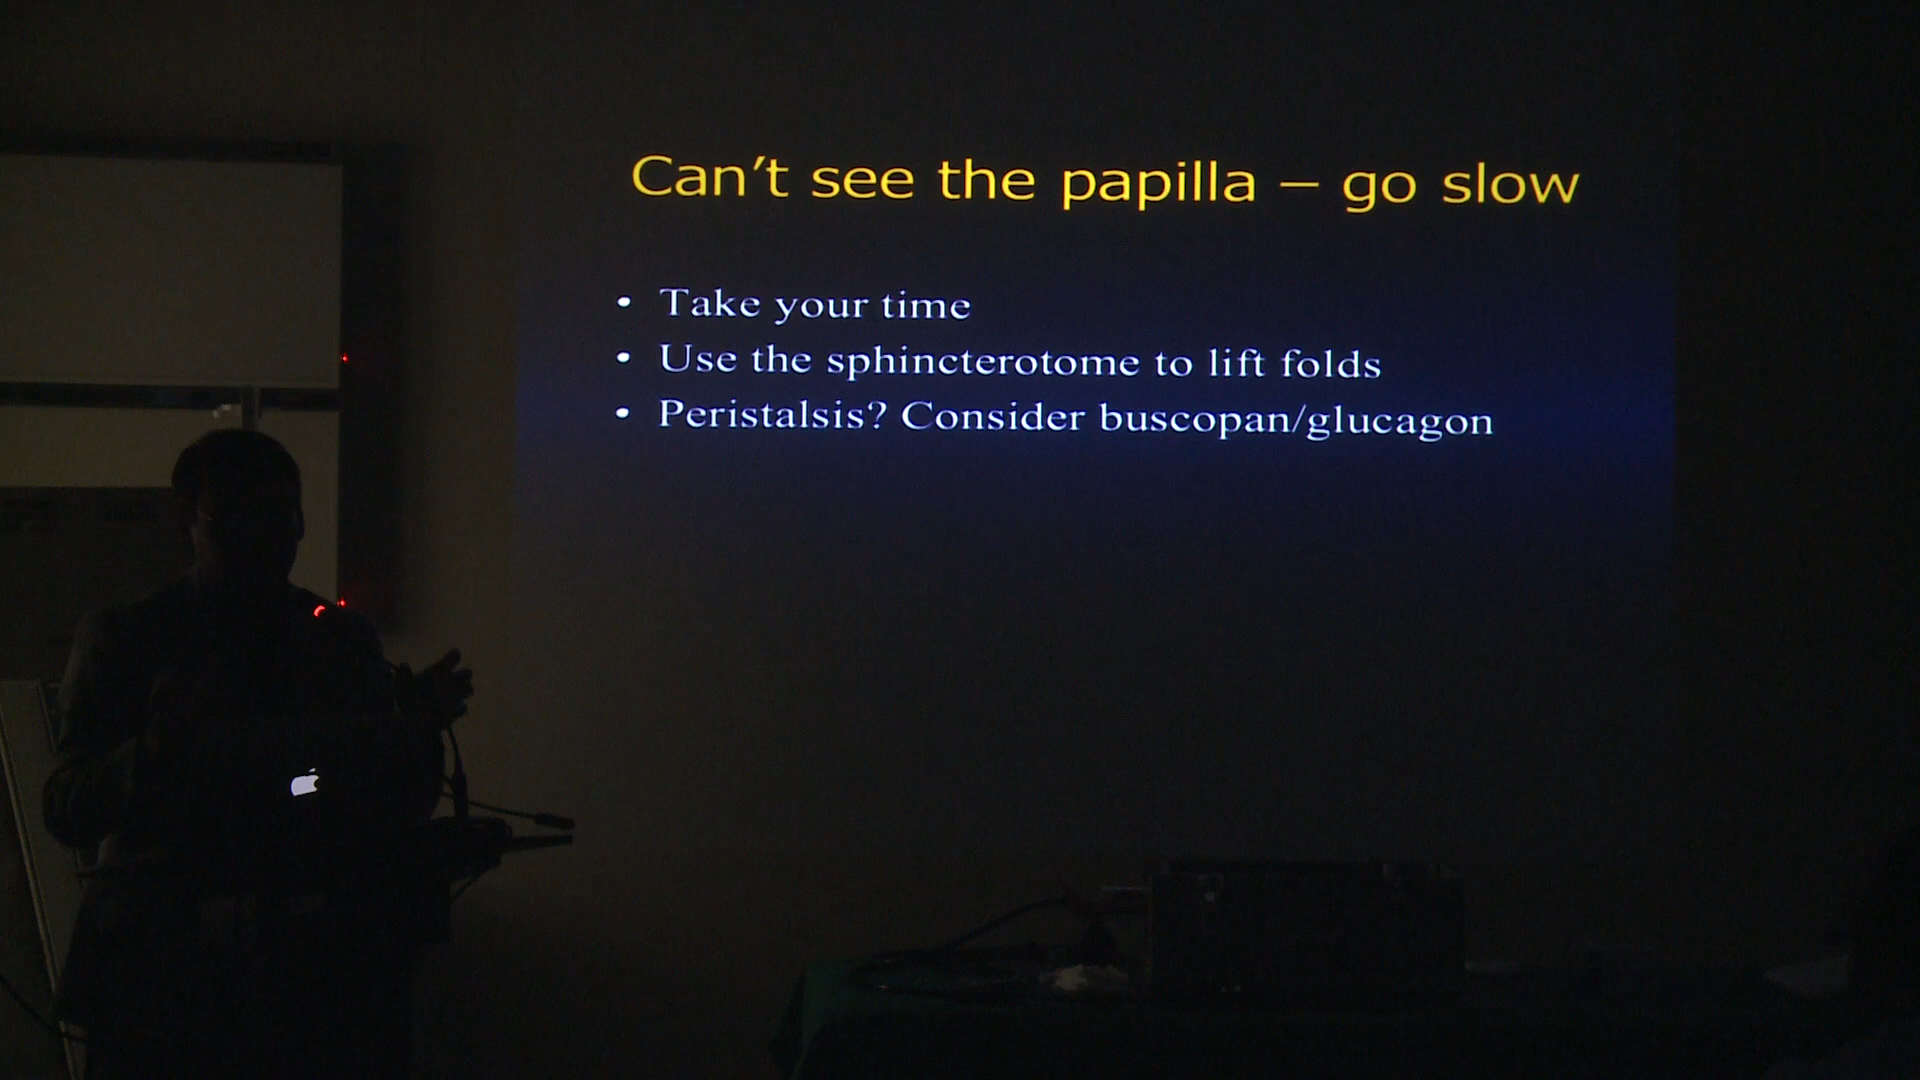 Can't see the papilla – go slow
• Take your time
• Use the sphincterotome to lift folds
• Peristalsis? Consider buscopan/glucagon